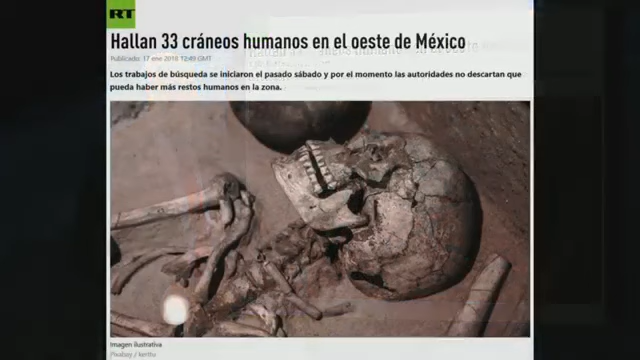 RT
Hallan 33 cráneos humanos en el oeste de México
Publicado: 17 ene 2018 12:49 GMT
Los trabajos de búsqueda se iniciaron el pasado sábado y por el momento las autoridades no descartan que
pueda haber más restos humanos en la zona.
Imagen ilustrativa
Pixabay /